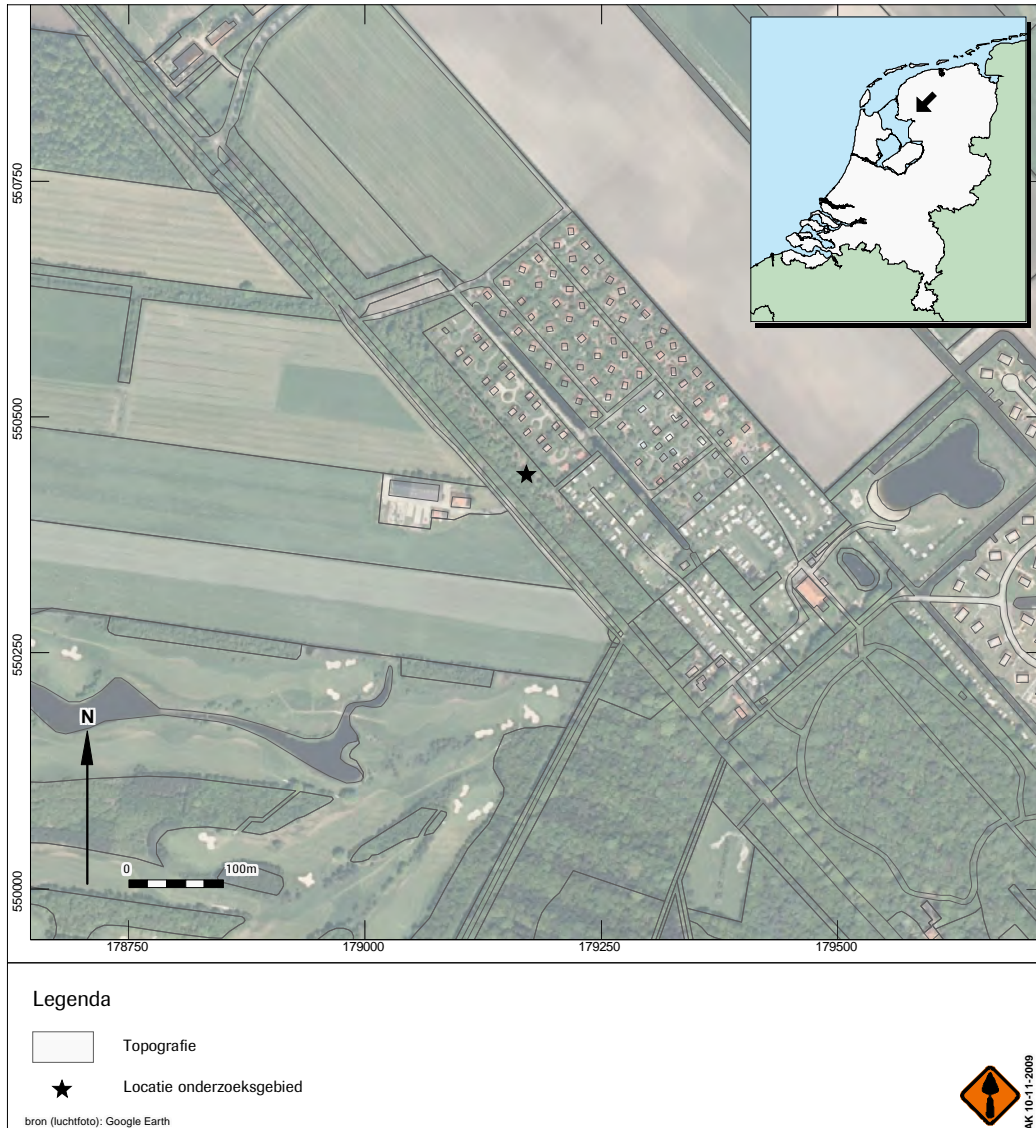 550750
550500
550250
550000
N
0 100m
178750 179000 179250 179500
Legenda
Topografie
Locatie onderzoeksgebied
bron (luchtfoto): Google Earth
AK 10-11-2009